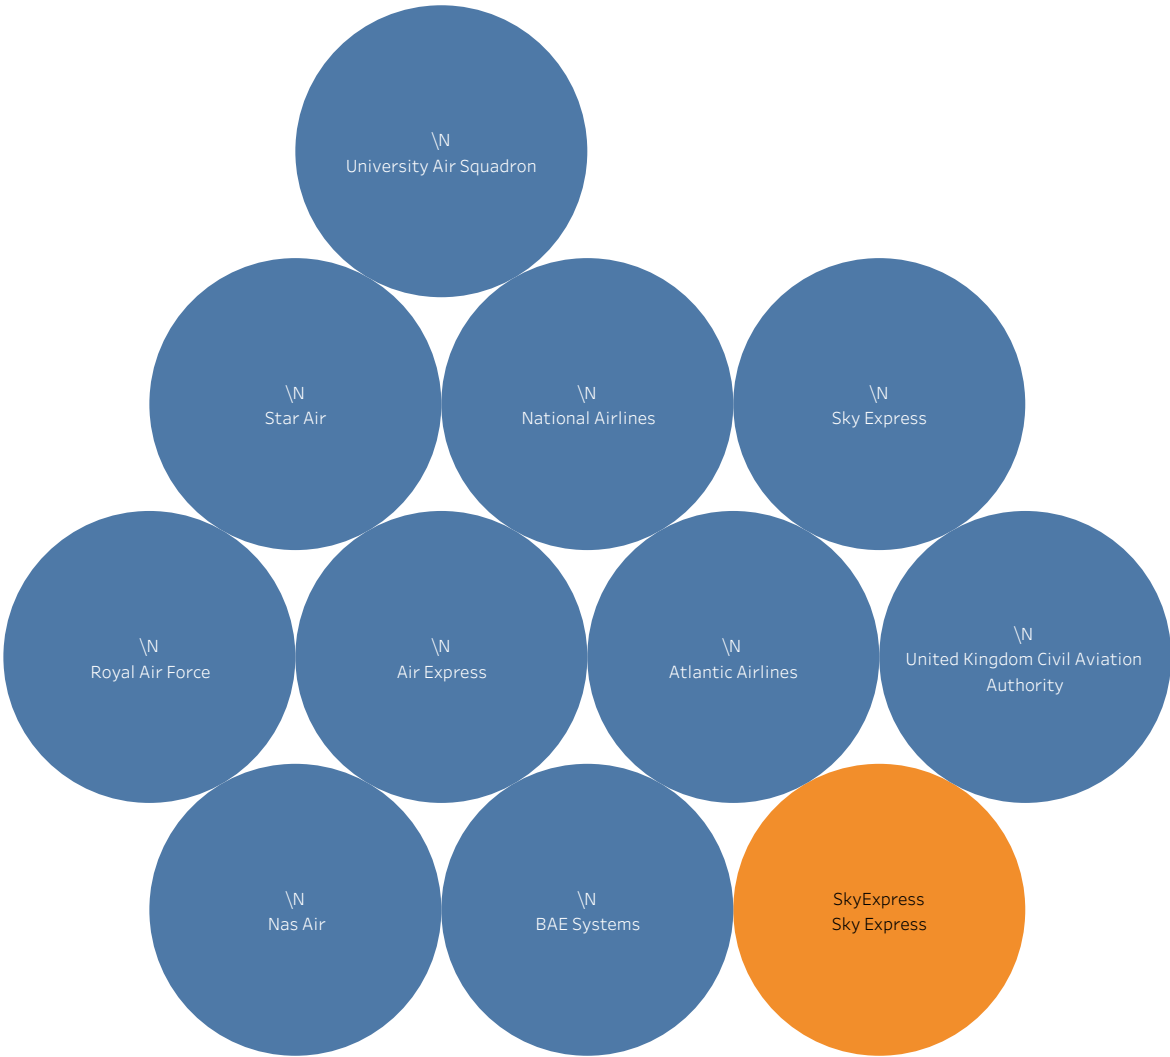 \N
University Air Squadron
\N
Star Air
\N
National Airlines
\N
Sky Express
\N
Royal Air Force
\N
Air Express
\N
Atlantic Airlines
\N
United Kingdom Civil Aviation
Authority
\N
Nas Air
\N
BAE Systems
SkyExpress
Sky Express